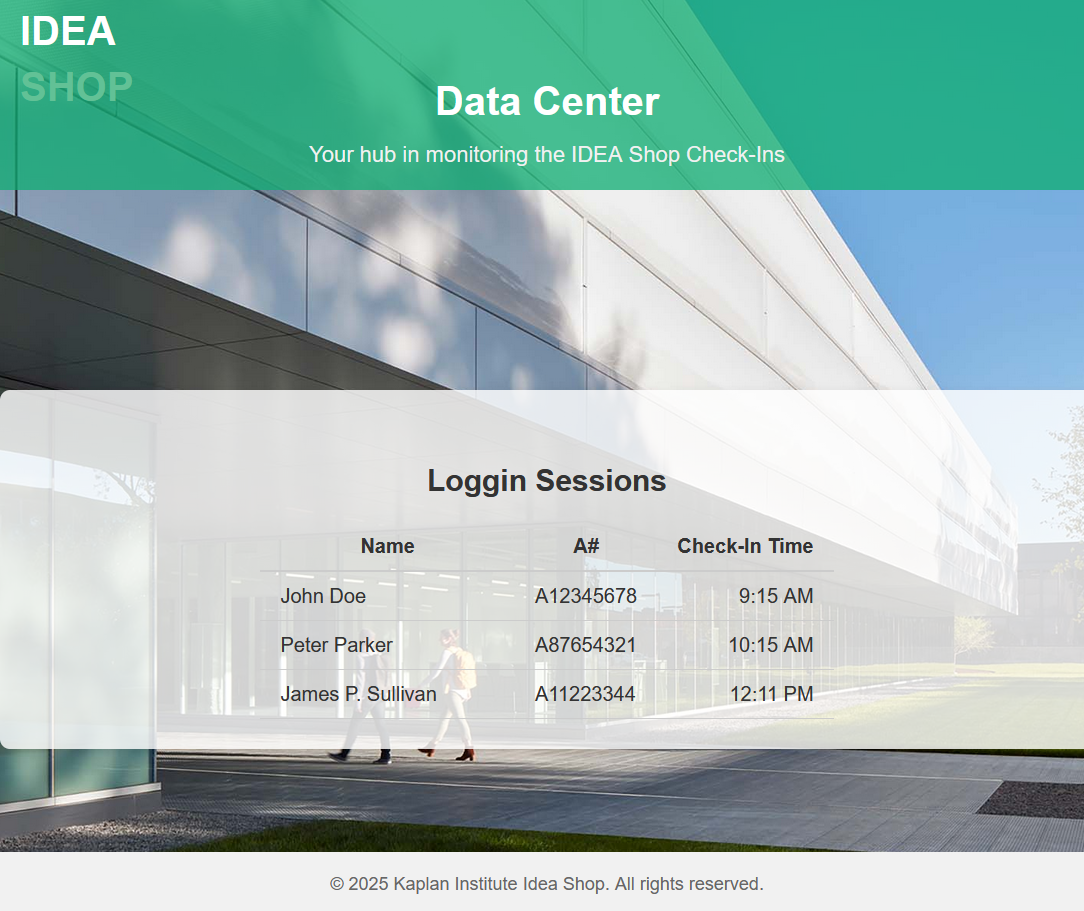 IDEA
SHOP
Data Center
Your hub in monitoring the IDEA Shop Check-Ins
Loggin Sessions
Name A# Check-In Time
John Doe A12345678 9:15 AM
Peter Parker A87654321 10:15 AM
James P. Sullivan A11223344 12:11 PM
© 2025 Kaplan Institute Idea Shop. All rights reserved.